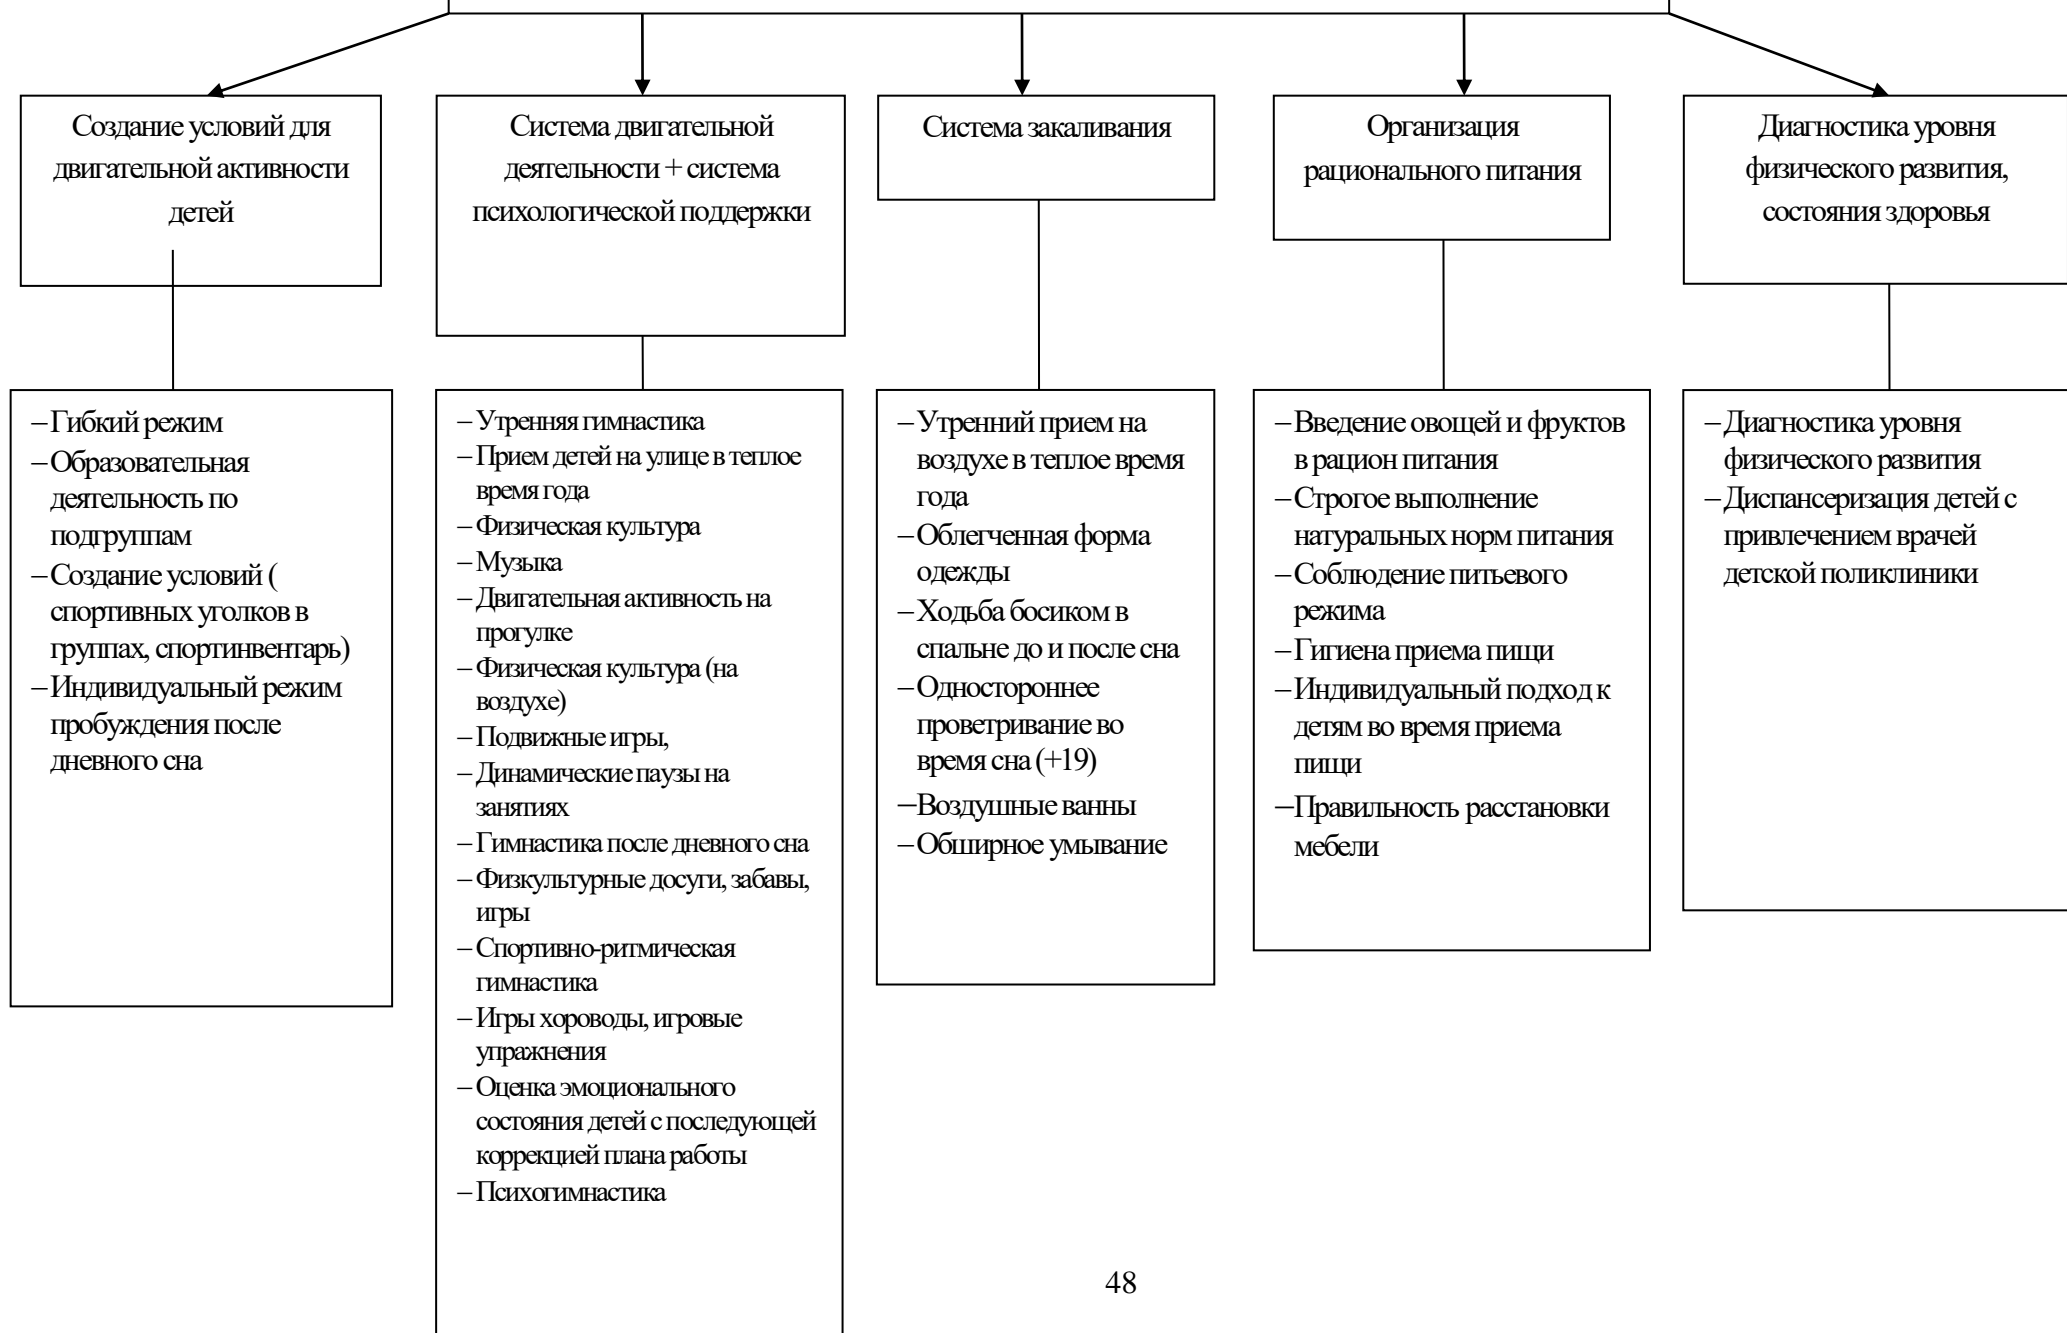 Создание условий для
двигательной активности
детей
Система двигательной
деятельности + система
психологической поддержки
Система закаливания
Организация
рационального питания
Диагностика уровня
физического развития,
состояния здоровья
– Гибкий режим
– Образовательная
деятельность по
подгруппам
– Создание условий (
спортивных уголков в
группах, спортинвентарь)
– Индивидуальный режим
пробуждения после
дневного сна
– Утренняя гимнастика
– Прием детей на улице в теплое
время года
– Физическая культура
– Музыка
– Двигательная активность на
прогулке
– Физическая культура (на
воздухе)
– Подвижные игры,
– Динамические паузы на
занятиях
– Гимнастика после дневного сна
– Физкультурные досуги, забавы,
игры
– Спортивно-ритмическая
гимнастика
– Игры хороводы, игровые
упражнения
– Оценка эмоционального
состояния детей с последующей
коррекцией плана работы
– Психогимнастика
– Утренний прием на
воздухе в теплое время
года
– Облегченная форма
одежды
– Ходьба босиком в
спальне до и после сна
– Одностороннее
проветривание во
время сна (+19)
– Воздушные ванны
– Обширное умывание
– Введение овощей и фруктов
в рацион питания
– Строгое выполнение
натуральных норм питания
– Соблюдение питьевого
режима
– Гигиена приема пищи
– Индивидуальный подход к
детям во время приема
пищи
– Правильность расстановки
мебели
– Диагностика уровня
физического развития
– Диспансеризация детей с
привлечением врачей
детской поликлиники
48